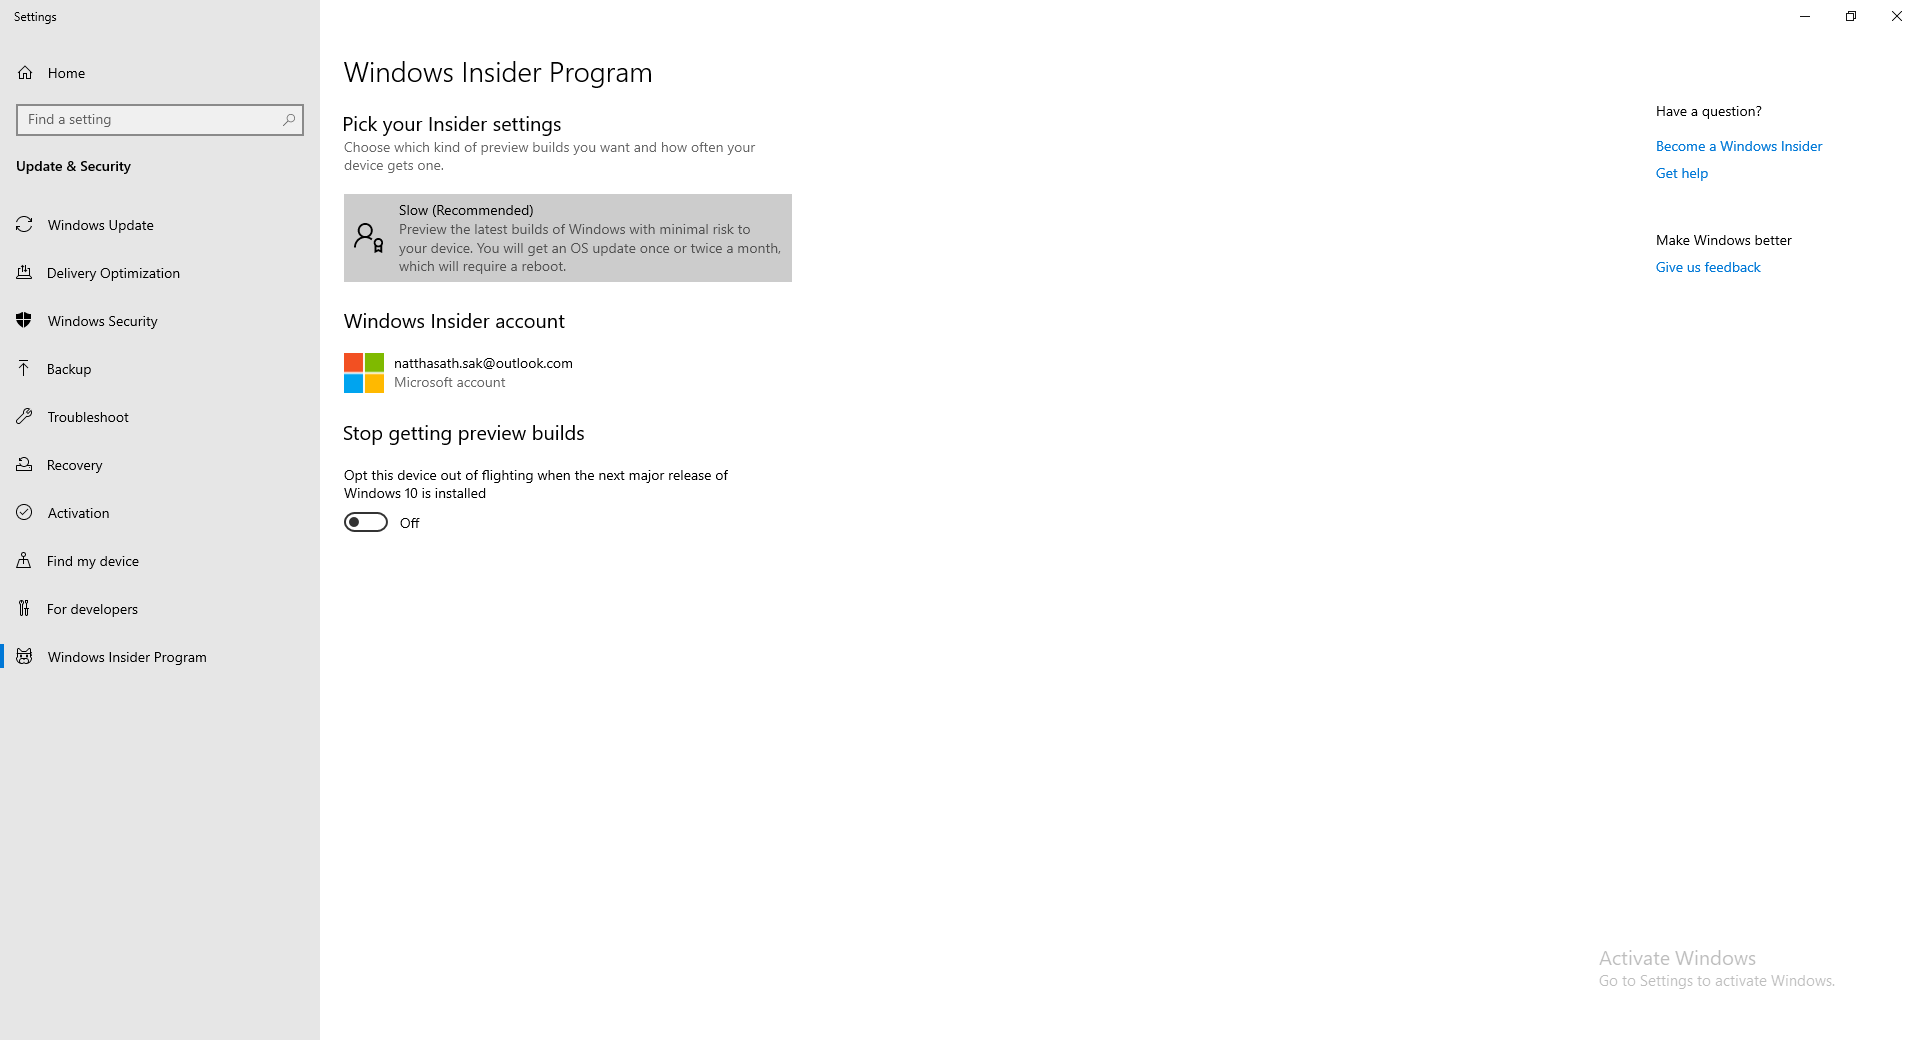 Settings
Home
Find a setting
Update & Security
Windows Update
Delivery Optimization
Windows Security
Backup
Troubleshoot
Recovery
Activation
Find my device
For developers
Windows Insider Program
Windows Insider Program
Pick your Insider settings
Choose which kind of preview builds you want and how often your
device gets one.
Slow (Recommended)
Preview the latest builds of Windows with minimal risk to
your device. You will get an OS update once or twice a month,
which will require a reboot.
Windows Insider account
natthasath.sak@outlook.com
Microsoft account
Stop getting preview builds
Opt this device out of flighting when the next major release of
Windows 10 is installed
Off
Have a question?
Become a Windows Insider
Get help
Make Windows better
Give us feedback
Activate Windows
Go to Settings to activate Windows.